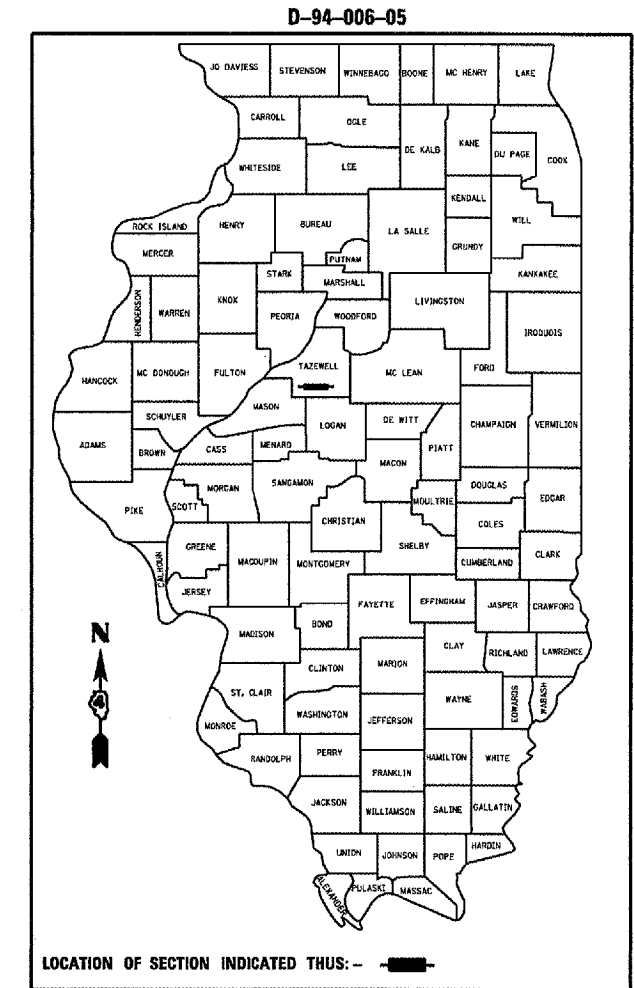 D-94-006-05
JO DAVIESS STEVENSON WINNEBAGO BOONE MC HENRY LAKE
CARROLL OGLE DE KALB KANE DU PAGE COOK
WHITESIDE LEE
KENDALL
ROCK ISLAND HENRY BUREAU LA SALLE GRUNDY WILL
MERCER PUTNAM
STARK MARSHALL KANKAKEE
HENDERSON WARREN KNOX PEORIA WOODFORD LIVINGSTON IROQUOIS
HANCOCK MC DONOUGH FULTON TAZEWELL MC LEAN FORD
SCHUYLER MASON LOGAN DE WITT CHAMPAIGN VERMILION
ADAMS BROWN CASS MENARD MACON PIATT
PIKE SCOTT MORGAN SANGAMON CHRISTIAN MOULTRIE DOUGLAS EDGAR
COLES
CALHOUN GREENE MACOUPIN MONTGOMERY SHELBY CUMBERLAND CLARK
JERSEY FAYETTE EFFINGHAM JASPER CRAWFORD
MADISON BOND
CLAY RICHLAND LAWRENCE
N
CLINTON MARION
4
ST. CLAIR WAYNE EDWARDS WABASH
MONROE WASHINGTON JEFFERSON
RANDOLPH PERRY HAMILTON WHITE
FRANKLIN
JACKSON WILLIAMSON SALINE GALLATIN
UNION JOHNSON POPE HARDIN
ALEXANDER PULASKI MASSAC
LOCATION OF SECTION INDICATED THUS: -